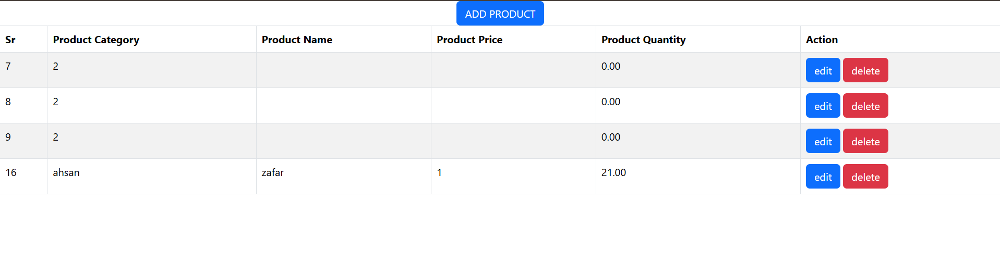 ADD PRODUCT
Sr Product Category Product Name Product Price Product Quantity Action
7 2 0.00 edit delete
8 2 0.00 edit delete
9 2 0.00 edit delete
16 ahsan zafar 1 21.00 edit delete